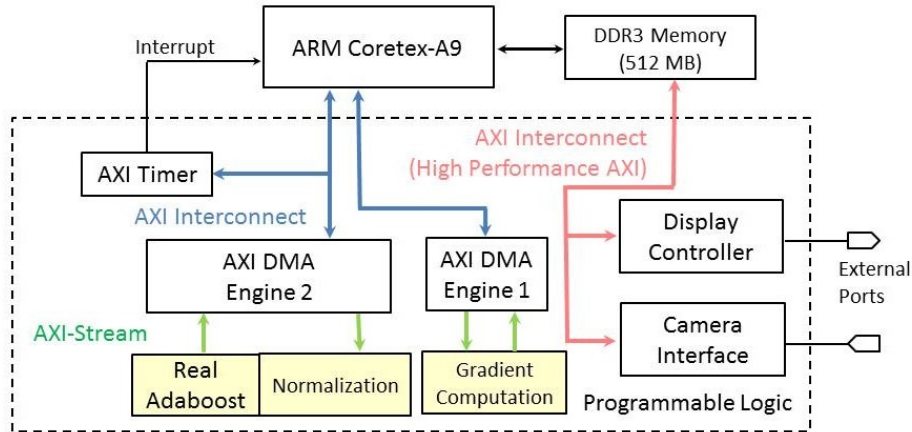 Interrupt
ARM Coretex-A9
DDR3 Memory
(512 MB)
AXI Interconnect
(High Performance AXI)
AXI Timer
AXI Interconnect
Display
Controller
AXI DMA
Engine 2
AXI DMA
Engine 1
External
Ports
AXI-Stream
Camera
Interface
Real
Adaboost
Normalization
Gradient
Computation
Programmable Logic